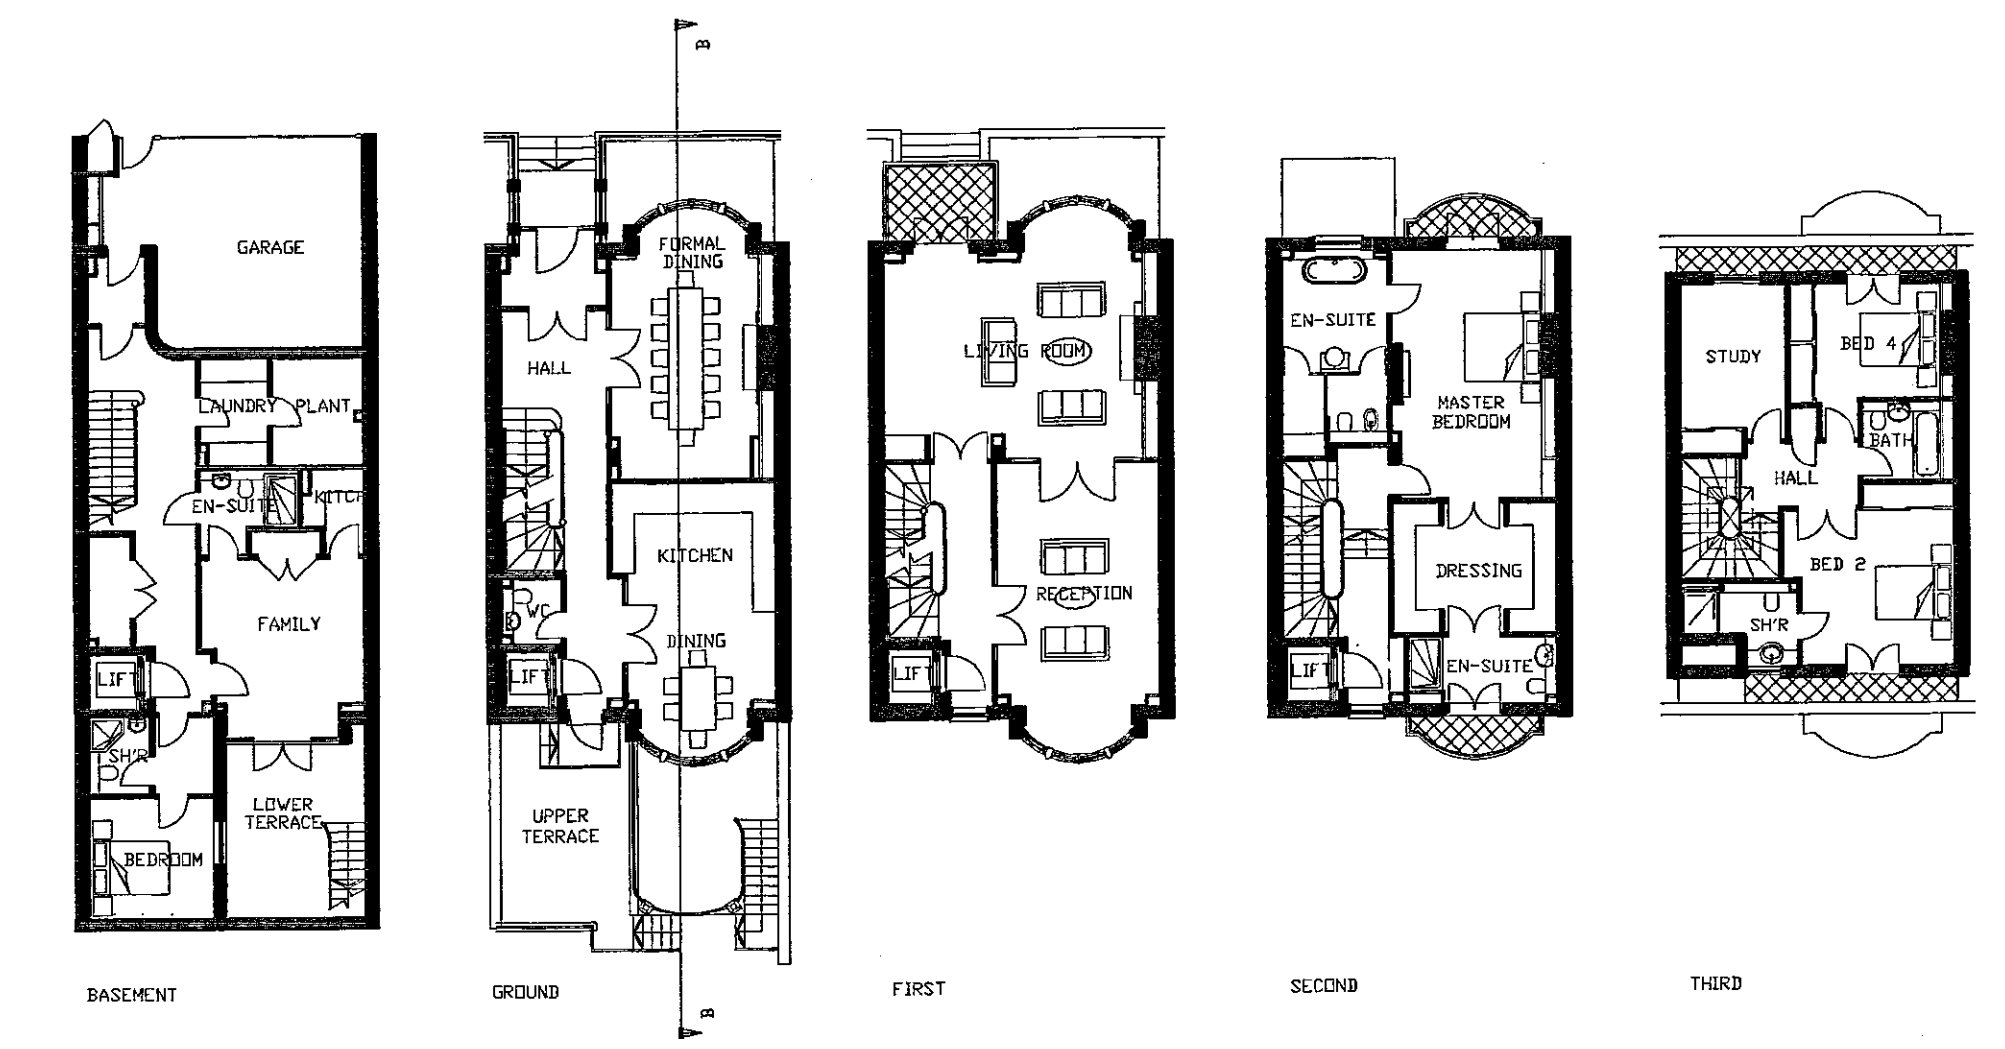 B
GARAGE
LAUNDRY
PLANT
EN-SUITE
KITCH
FAMILY
LIFT
SH'R
LOWER
TERRACE
BEDROOM
BASEMENT
FORMAL
DINING
HALL
KITCHEN
WC
DINING
LIFT
UPPER
TERRACE
GROUND
B
LIVING ROOM
RECEPTION
LIFT
FIRST
EN-SUITE
MASTER
BEDROOM
DRESSING
LIFT
EN-SUITE
SECOND
STUDY
BED 4
BATH
HALL
BED 2
SH'R
THIRD